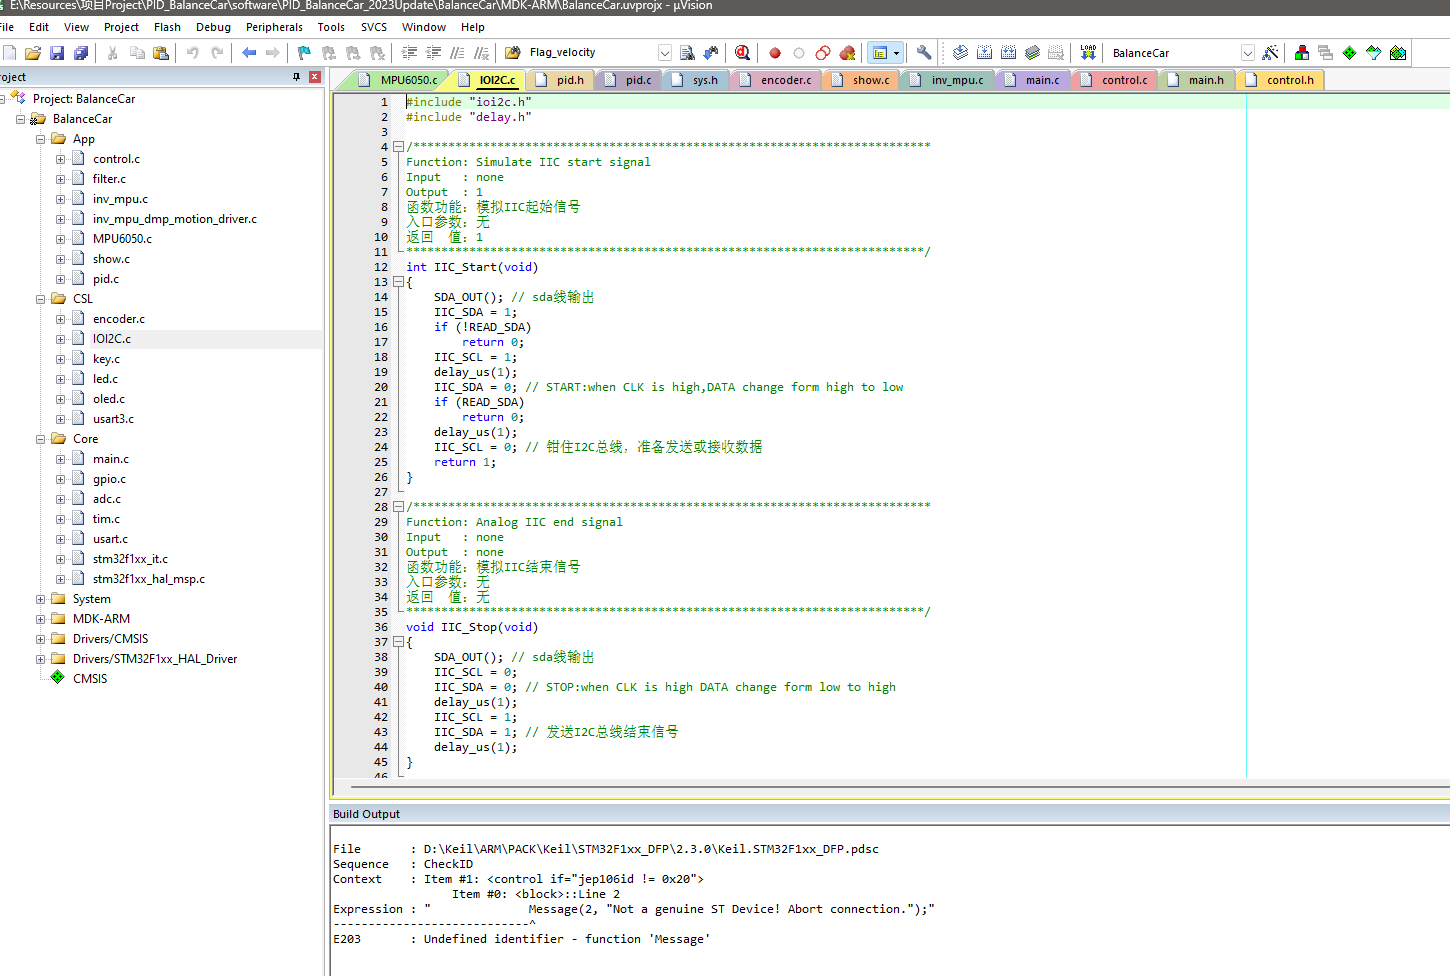 E:\Resources\项目Project\PID_BalanceCar\software\PID_BalanceCar_2023Update\BalanceCar\MDK-ARM\BalanceCar.uvprojx - µVision
File Edit View Project Flash Debug Peripherals Tools SVCS Window Help
Flag_velocity
LOAD
BalanceCar
oject
MPU6050.c IOI2C.c pid.h pid.c sys.h encoder.c show.c inv_mpu.c main.c control.c main.h control.h
Project: BalanceCar
BalanceCar
App
control.c
filter.c
inv_mpu.c
inv_mpu_dmp_motion_driver.c
MPU6050.c
show.c
pid.c
CSL
encoder.c
IOI2C.c
key.c
led.c
oled.c
usart3.c
Core
main.c
gpio.c
adc.c
tim.c
usart.c
stm32f1xx_it.c
stm32f1xx_hal_msp.c
System
MDK-ARM
Drivers/CMSIS
Drivers/STM32F1xx_HAL_Driver
CMSIS
1 #include "ioi2c.h"
2 #include "delay.h"
3
4 /**************************************************************************
5 Function: Simulate IIC start signal
6 Input   : none
7 Output  : 1
8 函数功能：模拟IIC起始信号
9 入口参数：无
10 返回  值：1
11 **************************************************************************/
12 int IIC_Start(void)
13 {
14     SDA_OUT(); // sda线输出
15     IIC_SDA = 1;
16     if (!READ_SDA)
17         return 0;
18     IIC_SCL = 1;
19     delay_us(1);
20     IIC_SDA = 0; // START:when CLK is high,DATA change form high to low
21     if (READ_SDA)
22         return 0;
23     delay_us(1);
24     IIC_SCL = 0; // 钳住I2C总线，准备发送或接收数据
25     return 1;
26 }
27
28 /**************************************************************************
29 Function: Analog IIC end signal
30 Input   : none
31 Output  : none
32 函数功能：模拟IIC结束信号
33 入口参数：无
34 返回  值：无
35 **************************************************************************/
36 void IIC_Stop(void)
37 {
38     SDA_OUT(); // sda线输出
39     IIC_SCL = 0;
40     IIC_SDA = 0; // STOP:when CLK is high DATA change form low to high
41     delay_us(1);
42     IIC_SCL = 1;
43     IIC_SDA = 1; // 发送I2C总线结束信号
44     delay_us(1);
45 }
46
Build Output
File       : D:\Keil\ARM\PACK\Keil\STM32F1xx_DFP\2.3.0\Keil.STM32F1xx_DFP.pdsc
Sequence   : CheckID
Context    : Item #1: <control if="jep106id != 0x20">
Item #0: <block>::Line 2
Expression : "              Message(2, "Not a genuine ST Device! Abort connection.");"
----------------------------^
E203       : Undefined identifier - function 'Message'